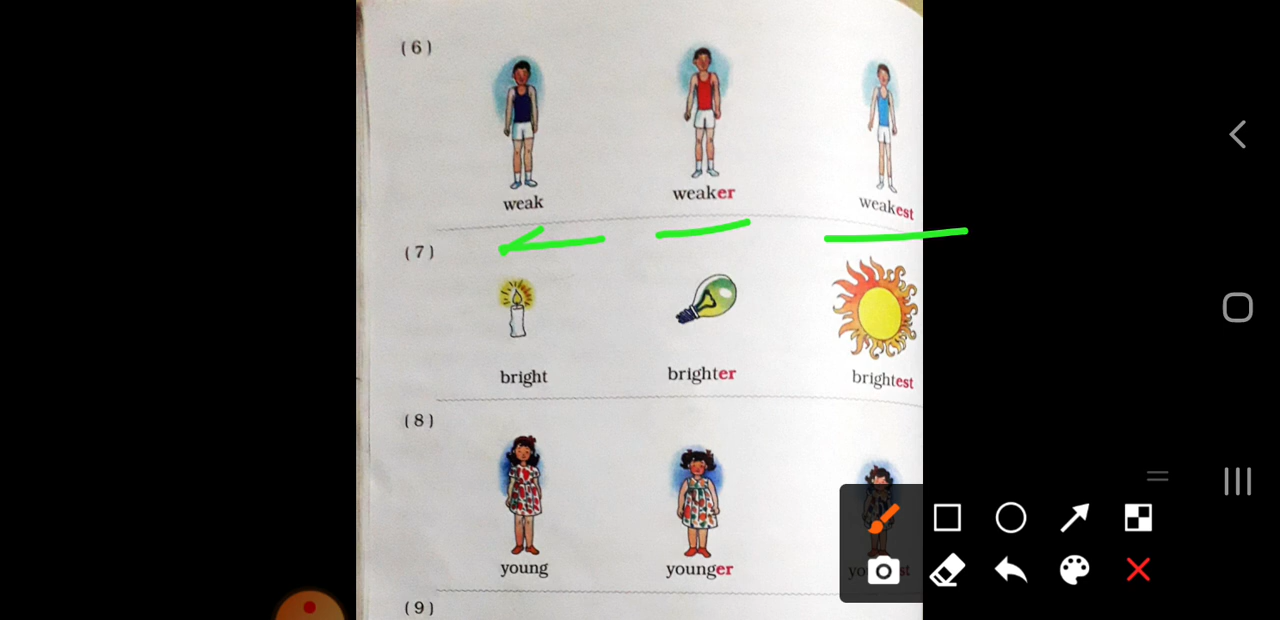 (6)
weak weaker weakest
(7)
bright brighter brightest
(8)
young younger
(9)